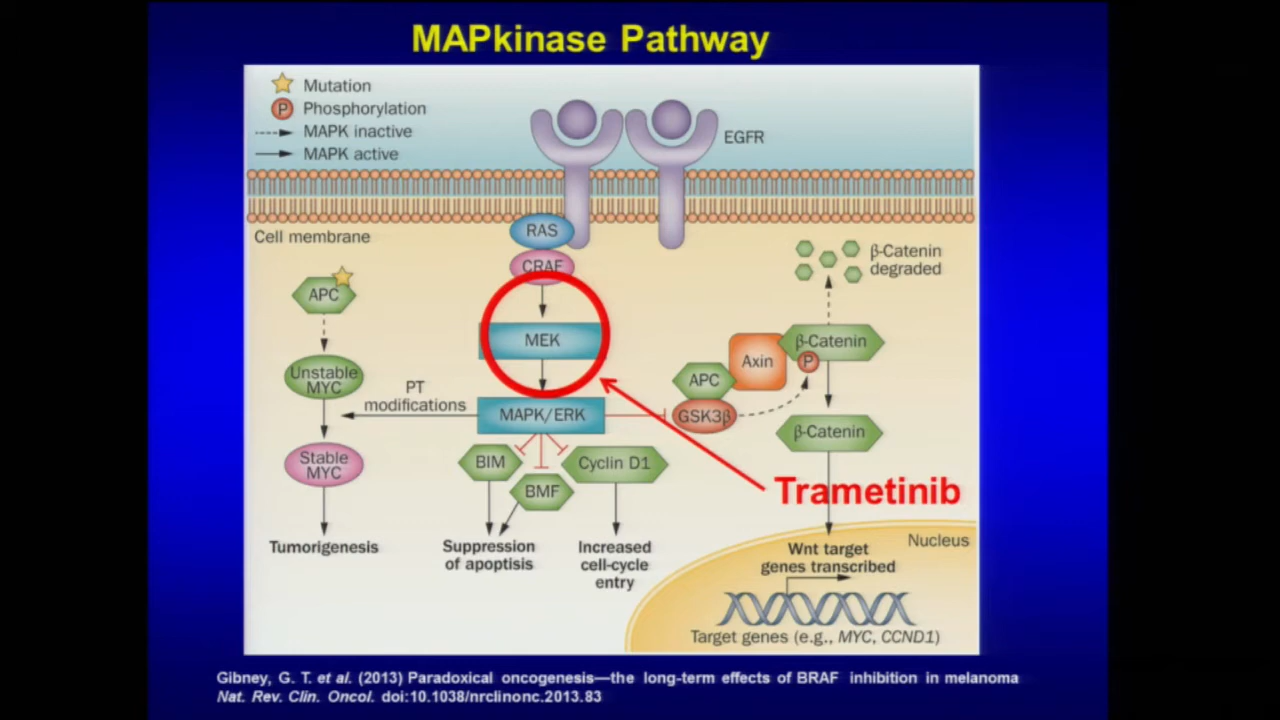 MAPkinase Pathway
Mutation
P Phosphorylation
MAPK inactive
MAPK active
EGFR
Cell membrane
RAS
CRAF
APC
MEK
Unstable
MYC
PT
modifications
MAPK/ERK
Stable
MYC
BIM
BMF
Cyclin D1
Tumorigenesis
Suppression
of apoptisis
Increased
cell-cycle
entry
β-Catenin
degraded
β-Catenin
P
Axin
APC
GSK3β
β-Catenin
Trametinib
Nucleus
Wnt target
genes transcribed
Target genes (e.g., MYC, CCND1)
Gibney, G. T. et al. (2013) Paradoxical oncogenesis—the long-term effects of BRAF inhibition in melanoma
Nat. Rev. Clin. Oncol. doi:10.1038/nrclinonc.2013.83